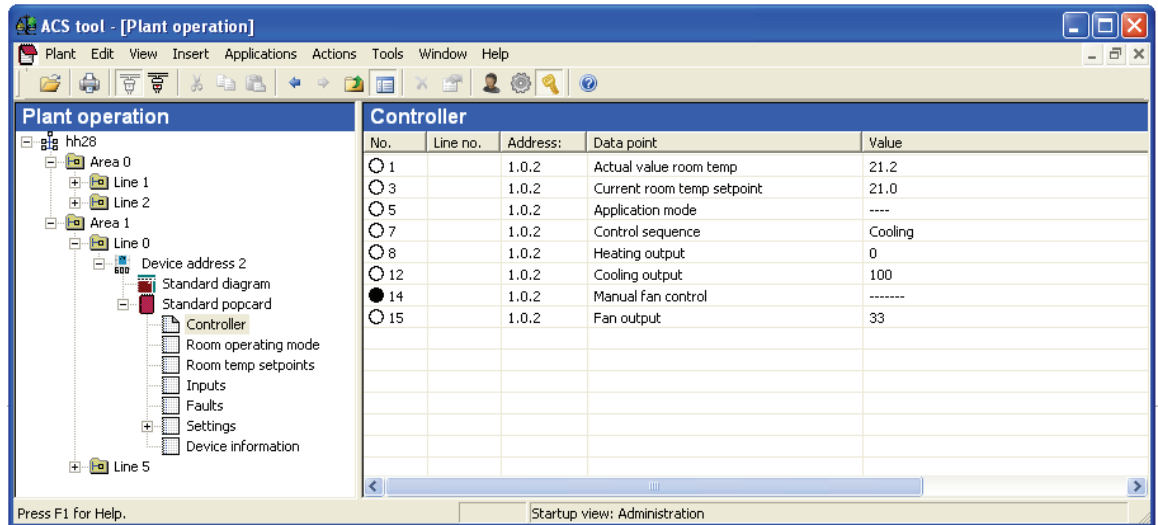 ACS tool - [Plant operation]
Plant Edit View Insert Applications Actions Tools Window Help
Plant operation
hh28
Area 0
Line 1
Line 2
Area 1
Line 0
600
Device address 2
Standard diagram
Standard popcard
Controller
Room operating mode
Room temp setpoints
Inputs
Faults
Settings
Device information
Line 5
Controller
No. Line no. Address: Data point Value
1 1.0.2 Actual value room temp 21.2
3 1.0.2 Current room temp setpoint 21.0
5 1.0.2 Application mode ----
7 1.0.2 Control sequence Cooling
8 1.0.2 Heating output 0
12 1.0.2 Cooling output 100
14 1.0.2 Manual fan control -------
15 1.0.2 Fan output 33
Press F1 for Help.
Startup view: Administration